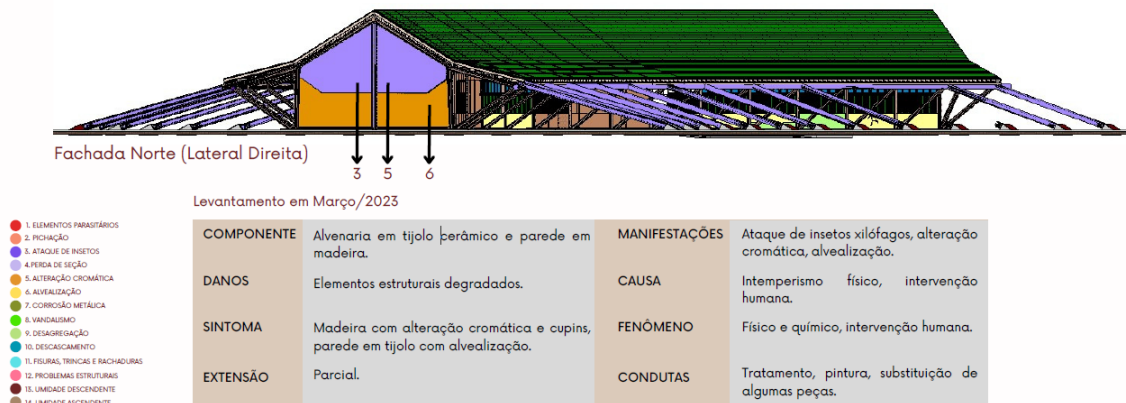 Fachada Norte (Lateral Direita)
3 5 6
Levantamento em Março/2023
1. ELEMENTOS PARASITÁRIOS
2. PICHAÇÃO
3. ATAQUE DE INSETOS
4.PERDA DE SEÇÃO
5. ALTERAÇÃO CROMÁTICA
6. ALVEALIZAÇÃO
7. CORROSÃO METÁLICA
8. VANDALISMO
9. DESAGREGAÇÃO
10. DESCASCAMENTO
11. FISURAS, TRINCAS E RACHADURAS
12. PROBLEMAS ESTRUTURAIS
13. UMIDADE DESCENDENTE
14. UMIDADE ASCENDENTE
COMPONENTE
Alvenaria em tijolo cerâmico e parede em
madeira.
DANOS
Elementos estruturais degradados.
SINTOMA
Madeira com alteração cromática e cupins,
parede em tijolo com alvealização.
EXTENSÃO
Parcial.
MANIFESTAÇÕES
Ataque de insetos xilófagos, alteração
cromática, alvealização.
CAUSA
Intemperismo físico, intervenção
humana.
FENÔMENO
Físico e químico, intervenção humana.
CONDUTAS
Tratamento, pintura, substituição de
algumas peças.